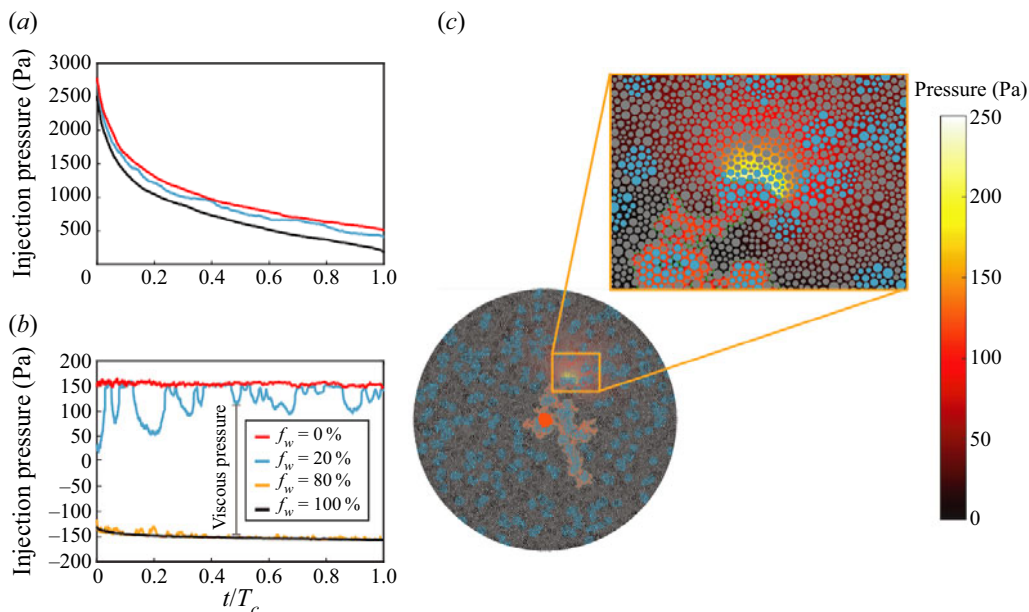 (a)
3000
2500
2000
1500
1000
500
Injection pressure (Pa)
0
0.2
0.4
0.6
0.8
1.0
(b)
200
150
100
50
0
−50
−100
−150
−200
Injection pressure (Pa)
Viscous pressure
f_w = 0 %
f_w = 20 %
f_w = 80 %
f_w = 100 %
0
0.2
0.4
0.6
0.8
1.0
t/T_c
(c)
Pressure (Pa)
250
200
150
100
50
0